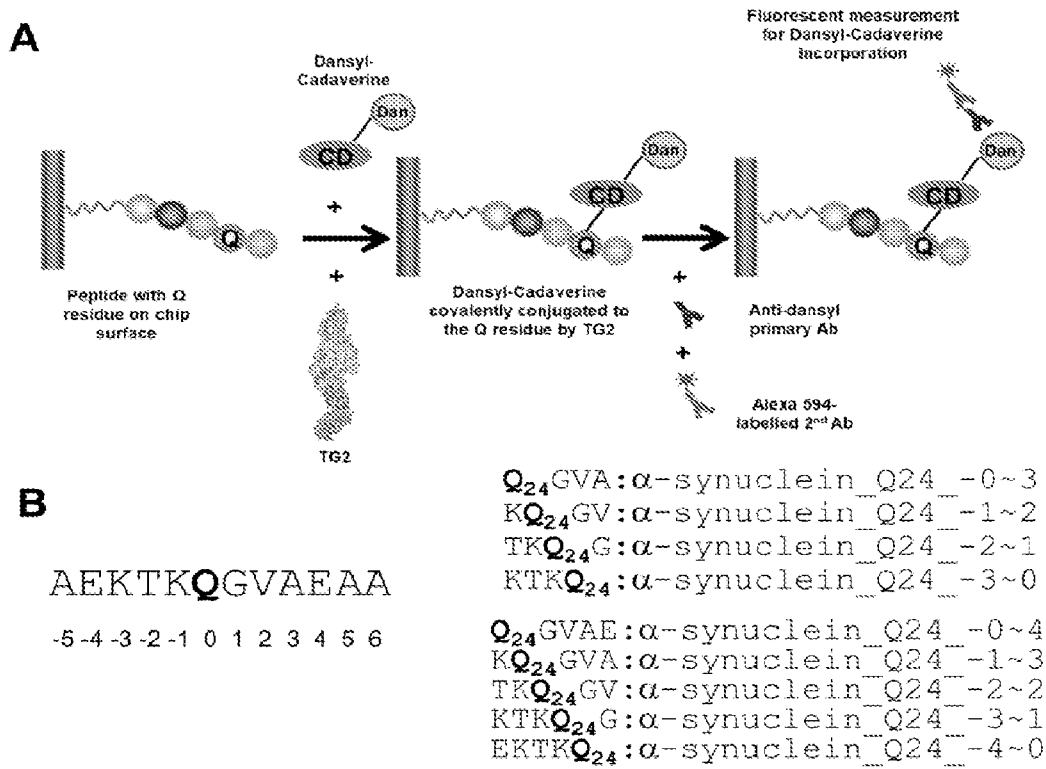 A
Dansyl-
Cadaverine
Dan
CD
+
+
Q
Peptide with Q
residue on chip
surface
TG2
Dan
CD
Q
Dansyl-Cadaverine
covalently conjugated to
the Q residue by TG2
+
+
Fluorescent measurement
for Dansyl-Cadaverine
Incorporation
Dan
CD
Q
Anti-dansyl
primary Ab
Alexa 594-
labelled 2nd Ab
B
AEKTKQGVAEAA
-5 -4 -3 -2 -1 0 1 2 3 4 5 6
Q24GVA:α-synuclein_Q24_-0~3
KQ24GV:α-synuclein_Q24_-1~2
TKQ24G:α-synuclein_Q24_-2~1
KTKQ24:α-synuclein_Q24_-3~0
Q24GVAE:α-synuclein_Q24_-0~4
KQ24GVA:α-synuclein_Q24_-1~3
TKQ24GV:α-synuclein_Q24_-2~2
KTKQ24G:α-synuclein_Q24_-3~1
EKTKQ24:α-synuclein_Q24_-4~0